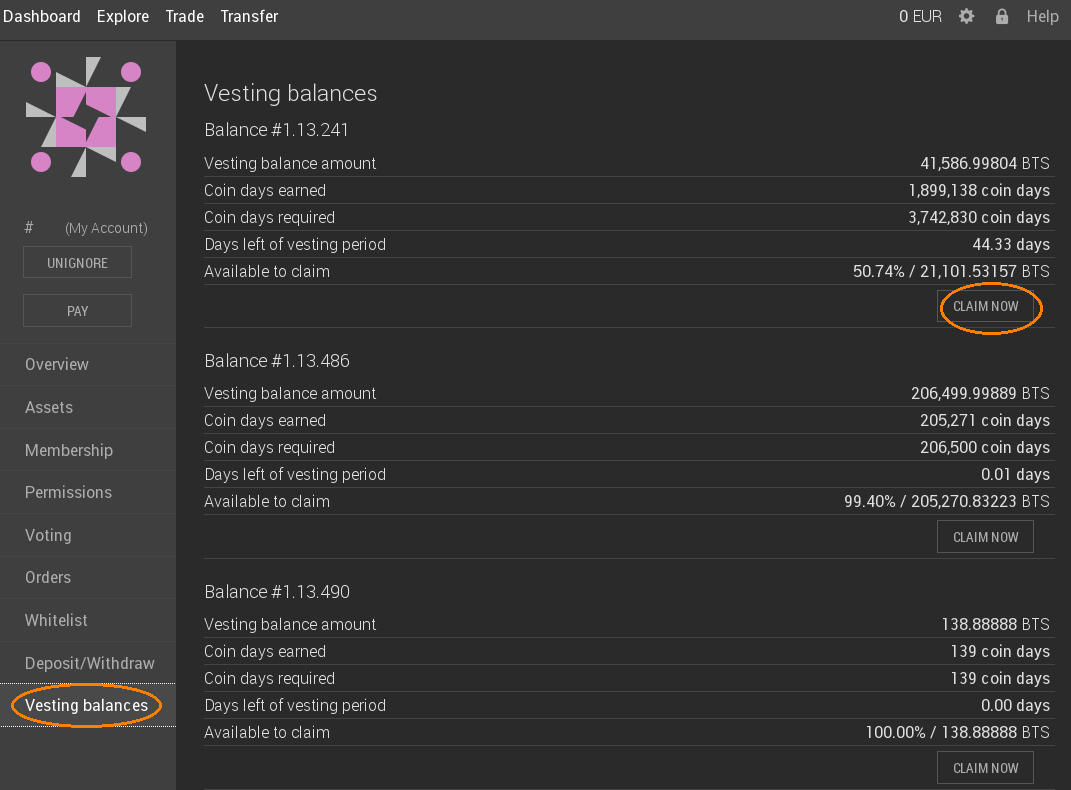 Dashboard Explore Trade Transfer 0 EUR Help
# (My Account)
UNIGNORE
PAY
Overview
Assets
Membership
Permissions
Voting
Orders
Whitelist
Deposit/Withdraw
Vesting balances
Vesting balances
Balance #1.13.241
Vesting balance amount 41,586.99804 BTS
Coin days earned 1,899,138 coin days
Coin days required 3,742,830 coin days
Days left of vesting period 44.33 days
Available to claim 50.74% / 21,101.53157 BTS
CLAIM NOW
Balance #1.13.486
Vesting balance amount 206,499.99889 BTS
Coin days earned 205,271 coin days
Coin days required 206,500 coin days
Days left of vesting period 0.01 days
Available to claim 99.40% / 205,270.83223 BTS
CLAIM NOW
Balance #1.13.490
Vesting balance amount 138.88888 BTS
Coin days earned 139 coin days
Coin days required 139 coin days
Days left of vesting period 0.00 days
Available to claim 100.00% / 138.88888 BTS
CLAIM NOW